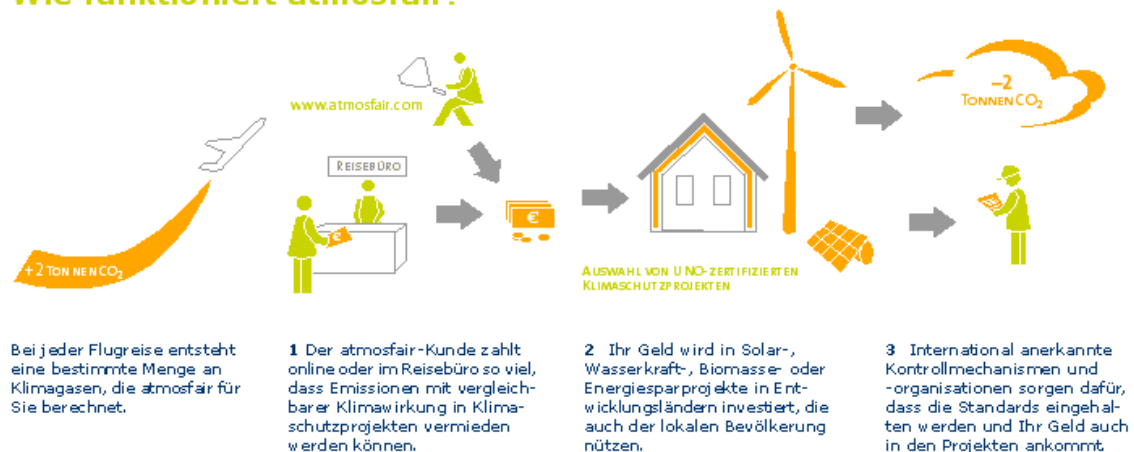 Wie funktioniert atmosfair?
www.atmosfair.com
REISEBÜRO
€
€
+2 TONNEN CO₂
–2
TONNEN CO₂
AUSWAHL VON UNO-ZERTIFIZIERTEN
KLIMASCHUTZPROJEKTEN
Bei jeder Flugreise entsteht
eine bestimmte Menge an
Klimagasen, die atmosfair für
Sie berechnet.
1 Der atmosfair-Kunde zahlt
online oder im Reisebüro so viel,
dass Emissionen mit vergleich-
barer Klimawirkung in Klima-
schutzprojekten vermieden
werden können.
2 Ihr Geld wird in Solar-,
Wasserkraft-, Biomasse- oder
Energiesparprojekte in Ent-
wicklungsländern investiert, die
auch der lokalen Bevölkerung
nützen.
3 International anerkannte
Kontrollmechanismen und
-organisationen sorgen dafür,
dass die Standards eingehal-
ten werden und Ihr Geld auch
in den Projekten ankommt.